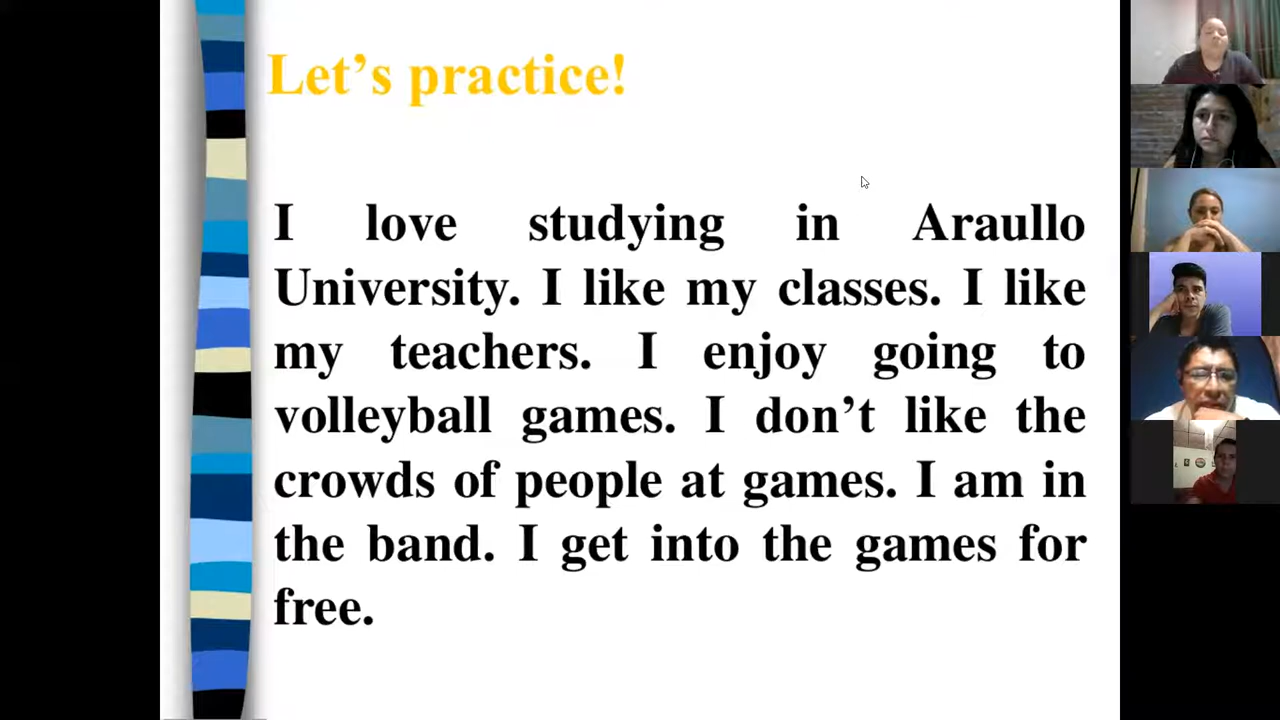 Let's practice!
I love studying in Araullo
University. I like my classes. I like
my teachers. I enjoy going to
volleyball games. I don't like the
crowds of people at games. I am in
the band. I get into the games for
free.